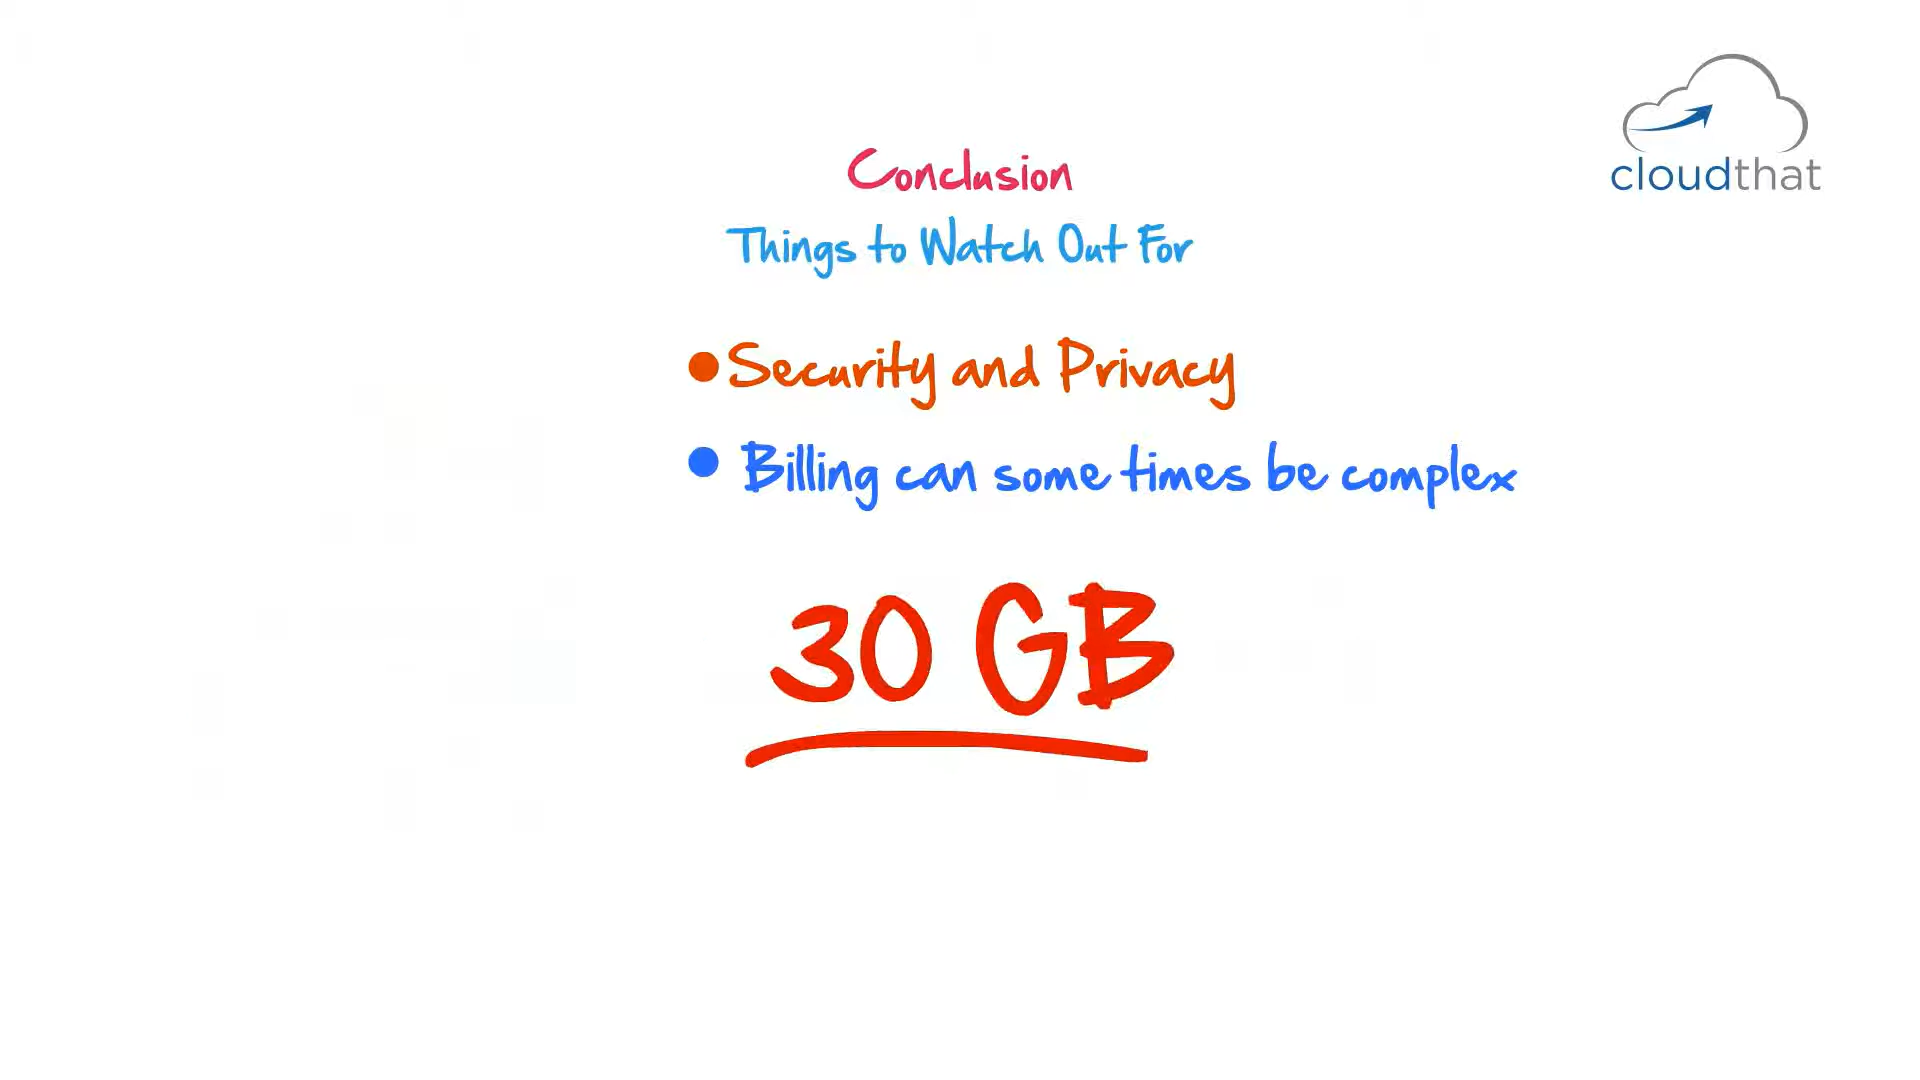 cloudthat
Conclusion
Things to Watch Out For
● Security and Privacy
● Billing can some times be complex
30 GB